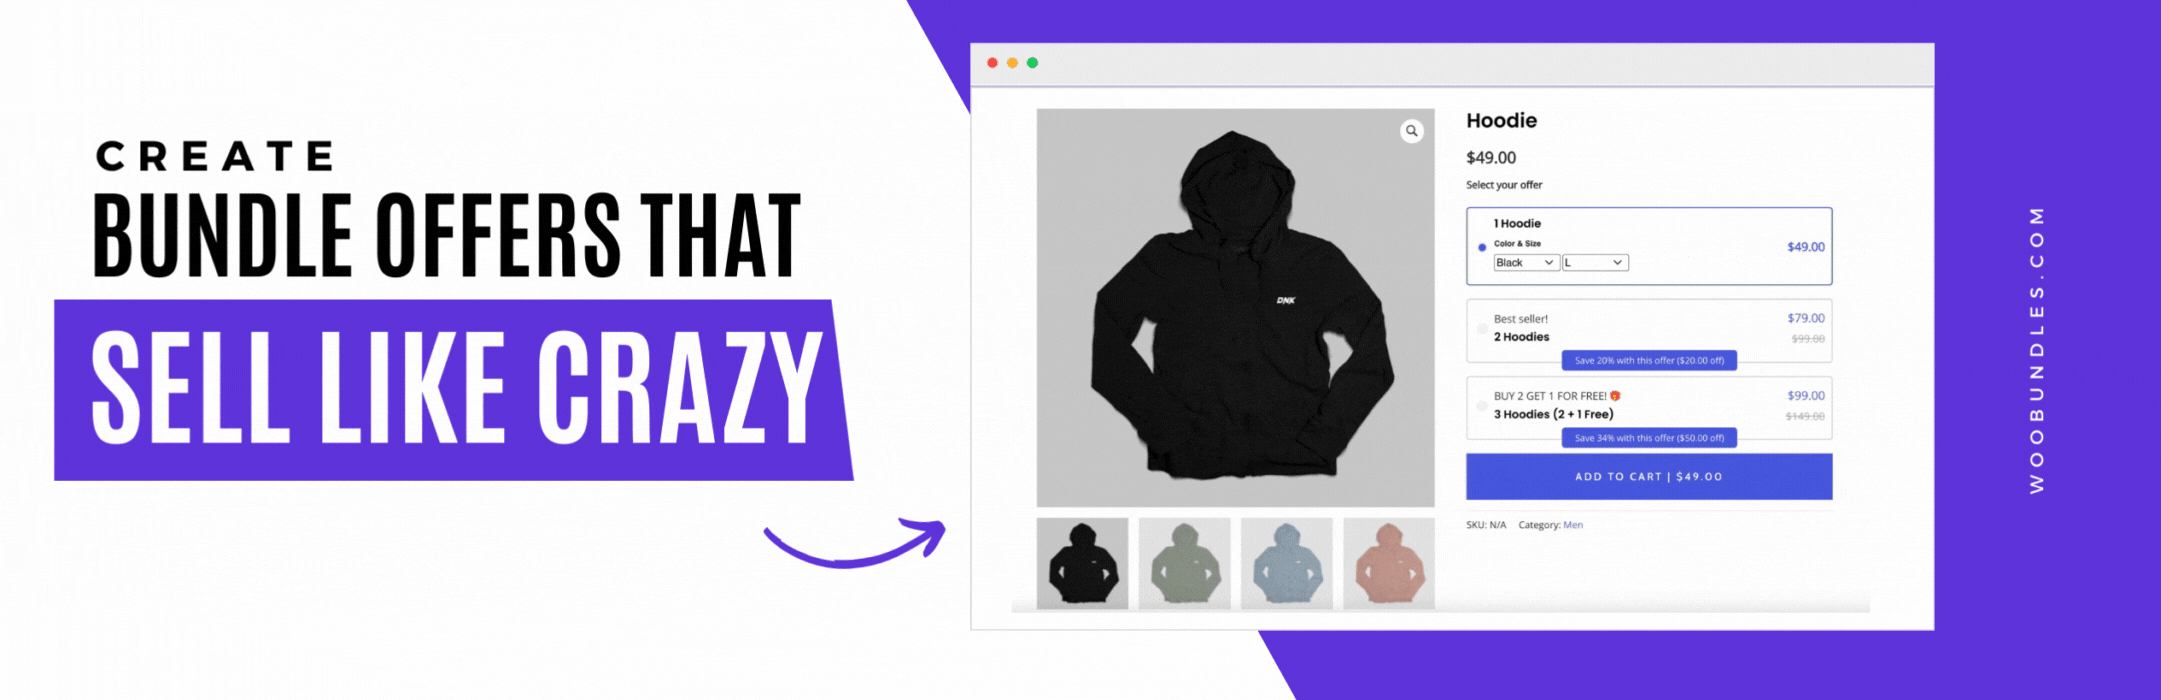 CREATE
BUNDLE OFFERS THAT
SELL LIKE CRAZY
DNK
Hoodie
$49.00
Select your offer
1 Hoodie
Color & Size
Black L
$49.00
Best seller!
2 Hoodies
$79.00
$99.00
Save 20% with this offer ($20.00 off)
BUY 2 GET 1 FOR FREE! 🎁
3 Hoodies (2 + 1 Free)
$99.00
$149.00
Save 34% with this offer ($50.00 off)
ADD TO CART | $49.00
SKU: N/A Category: Men
WOOBUNDLES.COM